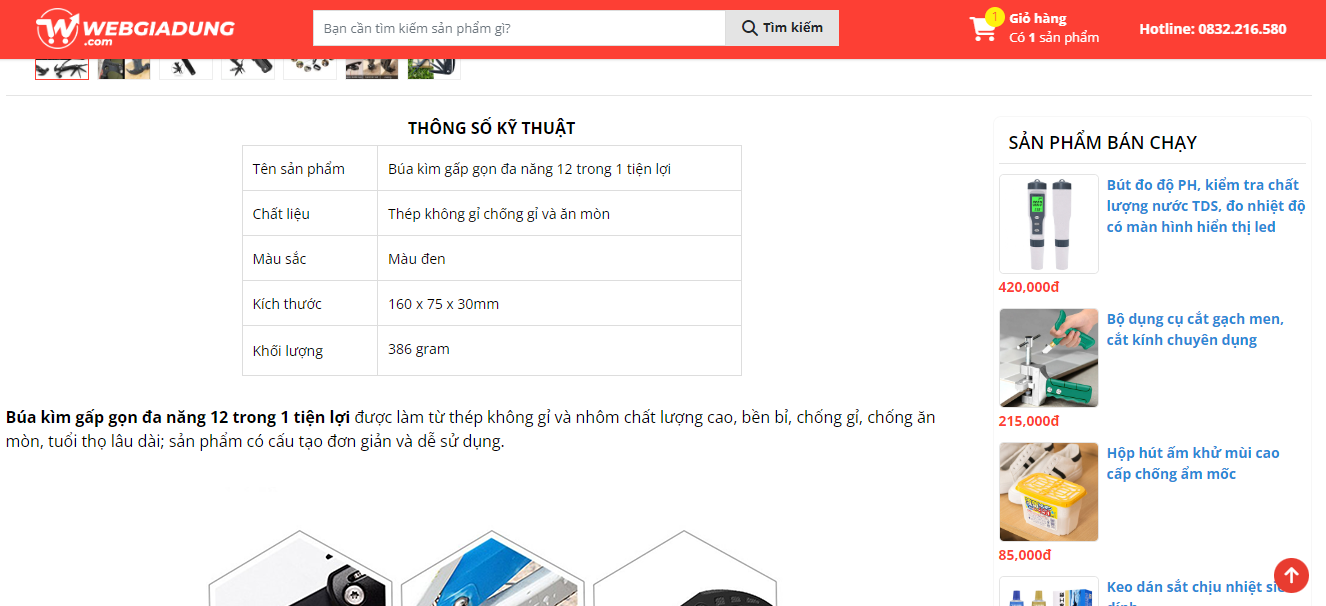 WEBGIADUNG
.com
Bạn cần tìm kiếm sản phẩm gì?
Tìm kiếm
1
Giỏ hàng
Có 1 sản phẩm
Hotline: 0832.216.580
THÔNG SỐ KỸ THUẬT
Tên sản phẩm
Búa kìm gấp gọn đa năng 12 trong 1 tiện lợi
Chất liệu
Thép không gỉ chống gỉ và ăn mòn
Màu sắc
Màu đen
Kích thước
160 x 75 x 30mm
Khối lượng
386 gram
Búa kìm gấp gọn đa năng 12 trong 1 tiện lợi được làm từ thép không gỉ và nhôm chất lượng cao, bền bỉ, chống gỉ, chống ăn
mòn, tuổi thọ lâu dài; sản phẩm có cấu tạo đơn giản và dễ sử dụng.
SẢN PHẨM BÁN CHẠY
Bút đo độ PH, kiểm tra chất
lượng nước TDS, đo nhiệt độ
có màn hình hiển thị led
420,000đ
Bộ dụng cụ cắt gạch men,
cắt kính chuyên dụng
215,000đ
Hộp hút ẩm khử mùi cao
cấp chống ẩm mốc
85,000đ
Keo dán sắt chịu nhiệt
dính